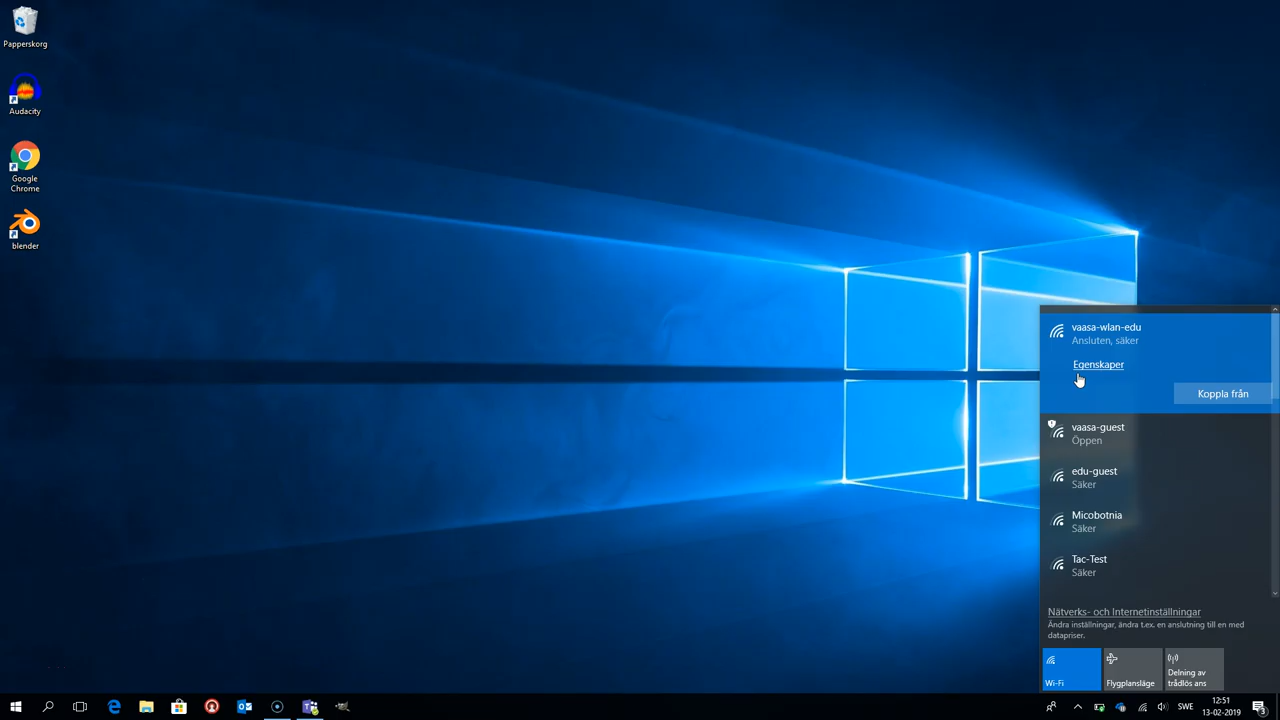 Papperskorg
Audacity
Google
Chrome
blender
vaasa-wlan-edu
Ansluten, säker
Egenskaper
Koppla från
vaasa-guest
Öppen
edu-guest
Säker
Micobotnia
Säker
Tac-Test
Säker
Nätverks- och Internetinställningar
Ändra inställningar, ändra t.ex. en anslutning till en med
datapriser.
Wi-Fi
Flygplansläge
Delning av
trådlös ans
SWE
12:51
13-02-2019
3